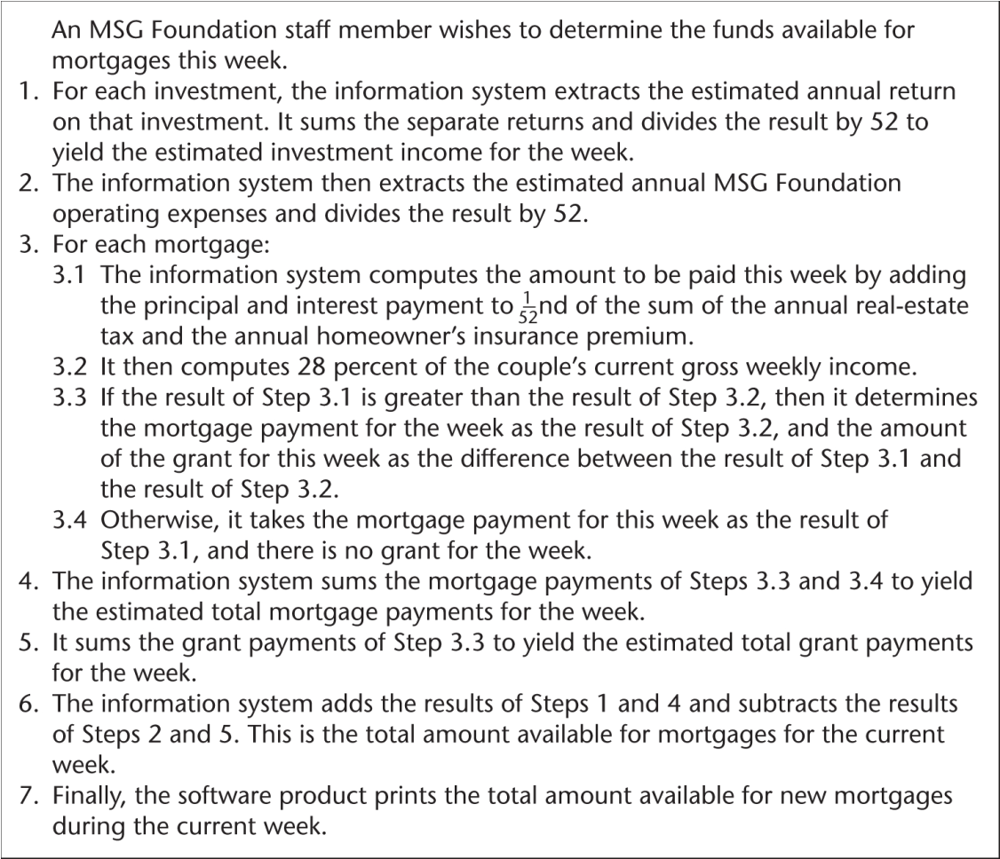 An MSG Foundation staff member wishes to determine the funds available for
mortgages this week.
1. For each investment, the information system extracts the estimated annual return
on that investment. It sums the separate returns and divides the result by 52 to
yield the estimated investment income for the week.
2. The information system then extracts the estimated annual MSG Foundation
operating expenses and divides the result by 52.
3. For each mortgage:
3.1 The information system computes the amount to be paid this week by adding
the principal and interest payment to 1/52nd of the sum of the annual real-estate
tax and the annual homeowner’s insurance premium.
3.2 It then computes 28 percent of the couple’s current gross weekly income.
3.3 If the result of Step 3.1 is greater than the result of Step 3.2, then it determines
the mortgage payment for the week as the result of Step 3.2, and the amount
of the grant for this week as the difference between the result of Step 3.1 and
the result of Step 3.2.
3.4 Otherwise, it takes the mortgage payment for this week as the result of
Step 3.1, and there is no grant for the week.
4. The information system sums the mortgage payments of Steps 3.3 and 3.4 to yield
the estimated total mortgage payments for the week.
5. It sums the grant payments of Step 3.3 to yield the estimated total grant payments
for the week.
6. The information system adds the results of Steps 1 and 4 and subtracts the results
of Steps 2 and 5. This is the total amount available for mortgages for the current
week.
7. Finally, the software product prints the total amount available for new mortgages
during the current week.